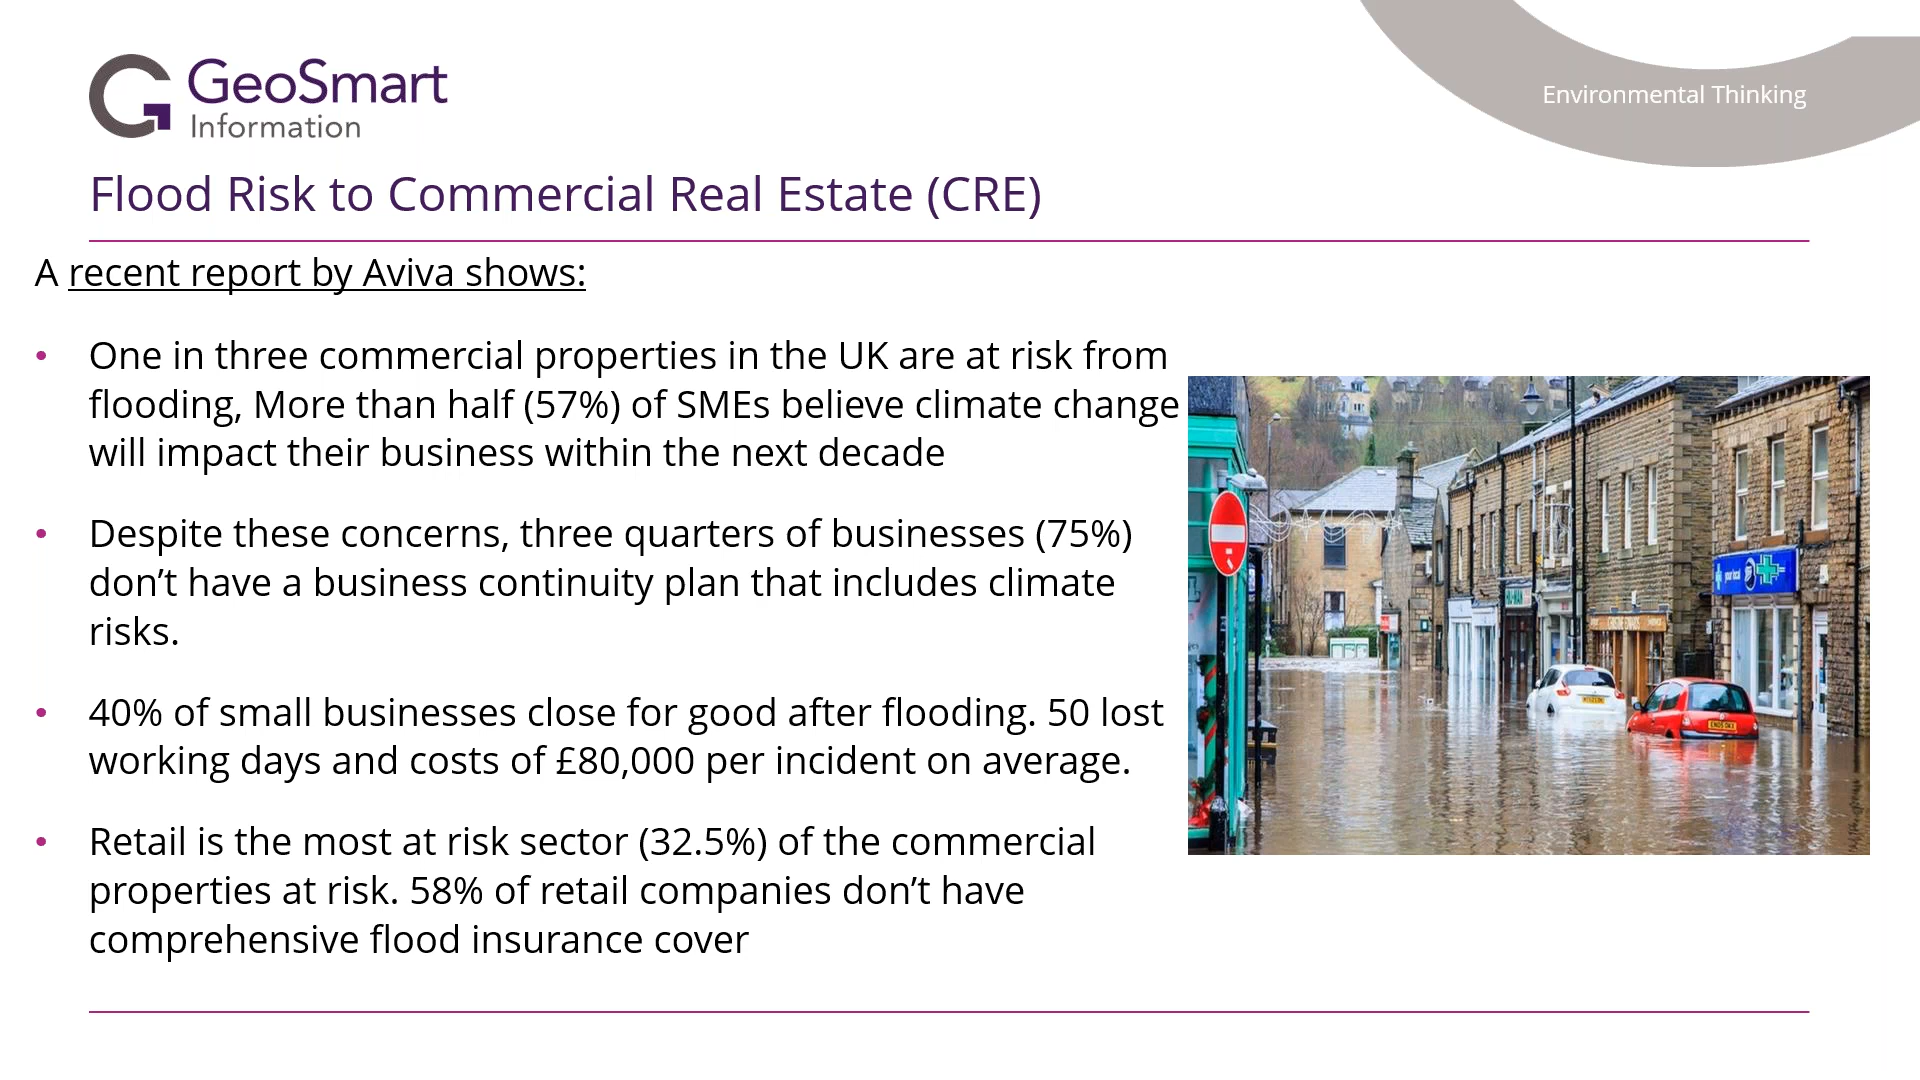 GeoSmart
Information
Environmental Thinking
Flood Risk to Commercial Real Estate (CRE)
A recent report by Aviva shows:
• One in three commercial properties in the UK are at risk from
flooding, More than half (57%) of SMEs believe climate change
will impact their business within the next decade
• Despite these concerns, three quarters of businesses (75%)
don’t have a business continuity plan that includes climate
risks.
• 40% of small businesses close for good after flooding. 50 lost
working days and costs of £80,000 per incident on average.
• Retail is the most at risk sector (32.5%) of the commercial
properties at risk. 58% of retail companies don’t have
comprehensive flood insurance cover
your local